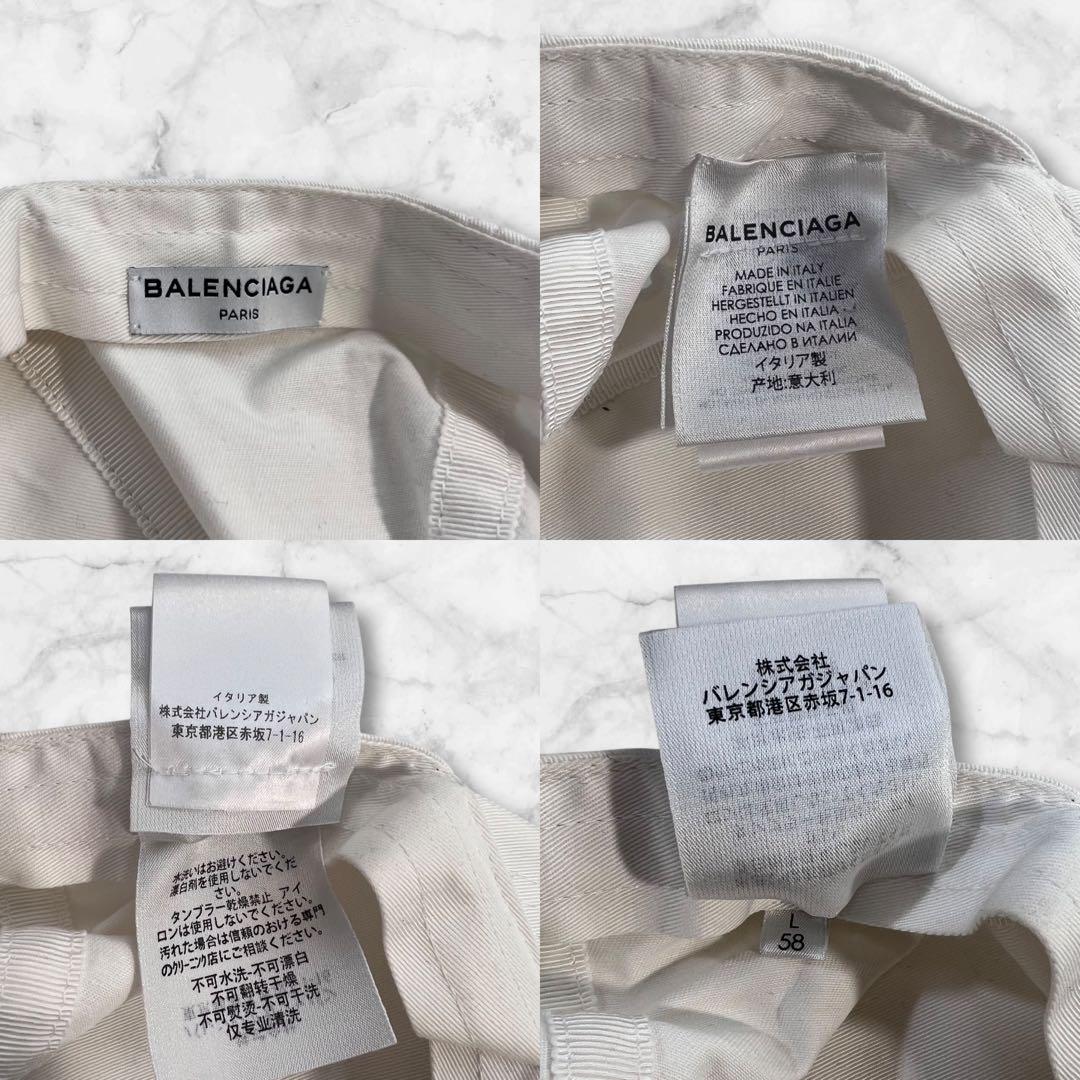 BALENCIAGA
PARIS
BALENCIAGA
PARIS
MADE IN ITALY
FABRIQUE EN ITALIE
HERGESTELLT IN ITALIEN
HECHO EN ITALIA
PRODUZIDO NA ITALIA
СДЕЛАНО В ИТАЛИИ
イタリア製
产地:意大利
イタリア製
株式会社バレンシアガジャパン
東京都港区赤坂7-1-16
水洗いはお避けください。
漂白剤を使用しないでくだ
さい。
タンブラー乾燥禁止 アイ
ロンは使用しないでください。
汚れた場合は信頼のおける専門
のクリーニンク店にご相談ください。
不可水洗-不可漂白
不可翻转干燥
不可熨烫-不可干洗
仅专业清洗
株式会社
バレンシアガジャパン
東京都港区赤坂7-1-16
L
58